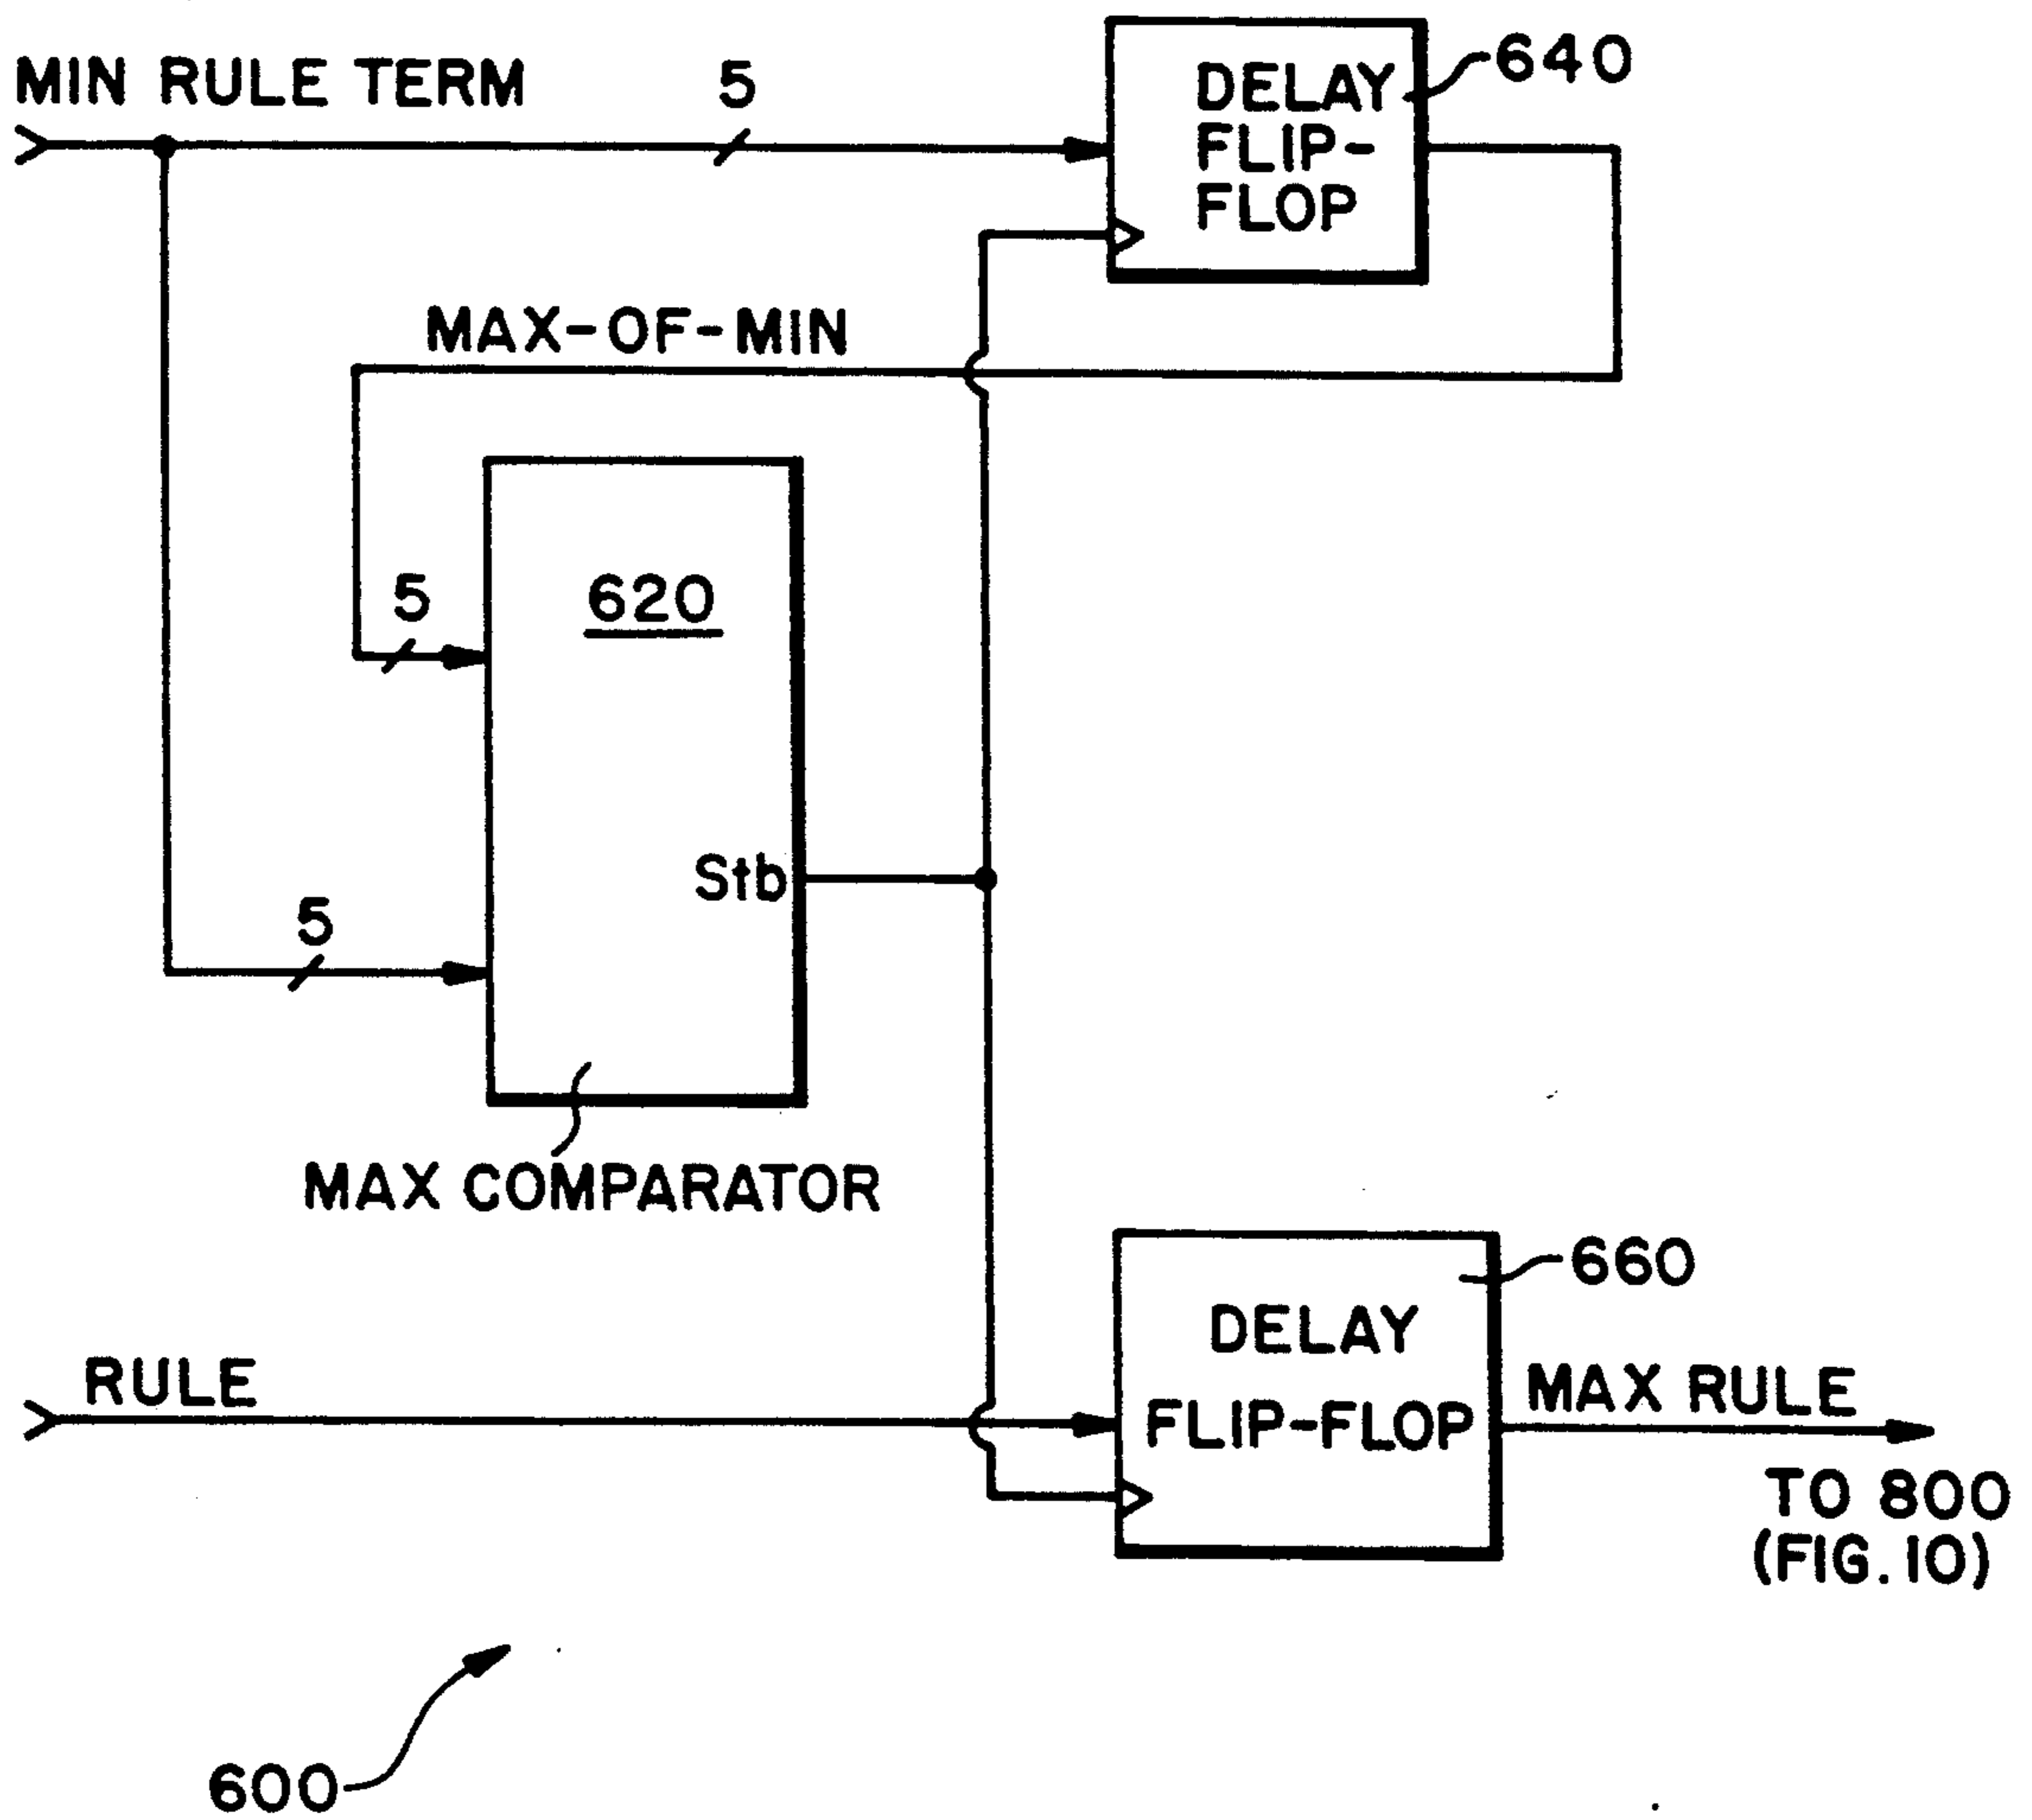 MIN RULE TERM
5
DELAY
FLIP-
FLOP
640
MAX-OF-MIN
5
620
Stb
5
MAX COMPARATOR
660
DELAY
FLIP-FLOP
RULE
MAX RULE
TO 800
(FIG. 10)
600